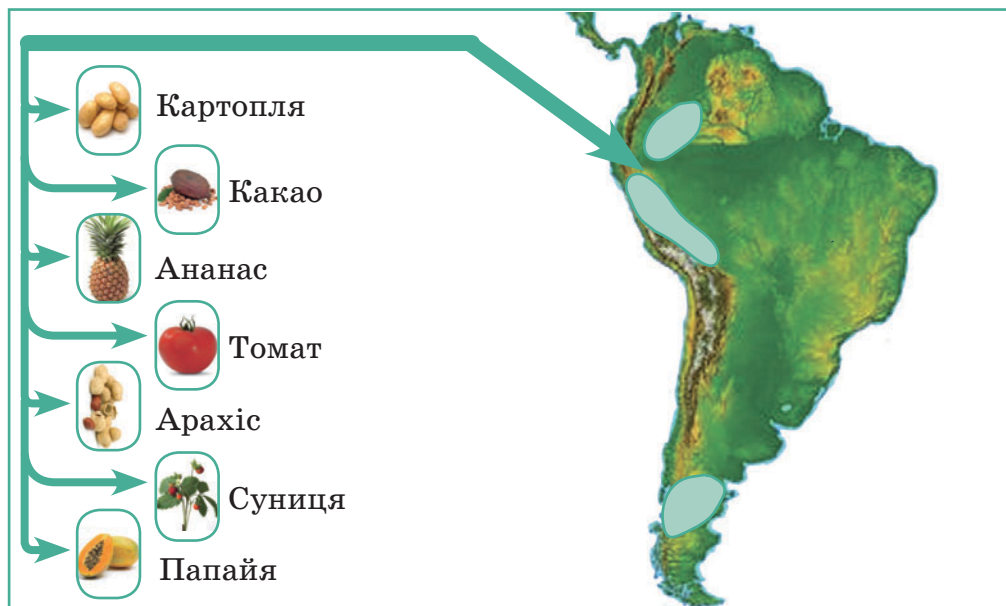 Картопля
Какао
Ананас
Томат
Арахіс
Суниця
Папайя